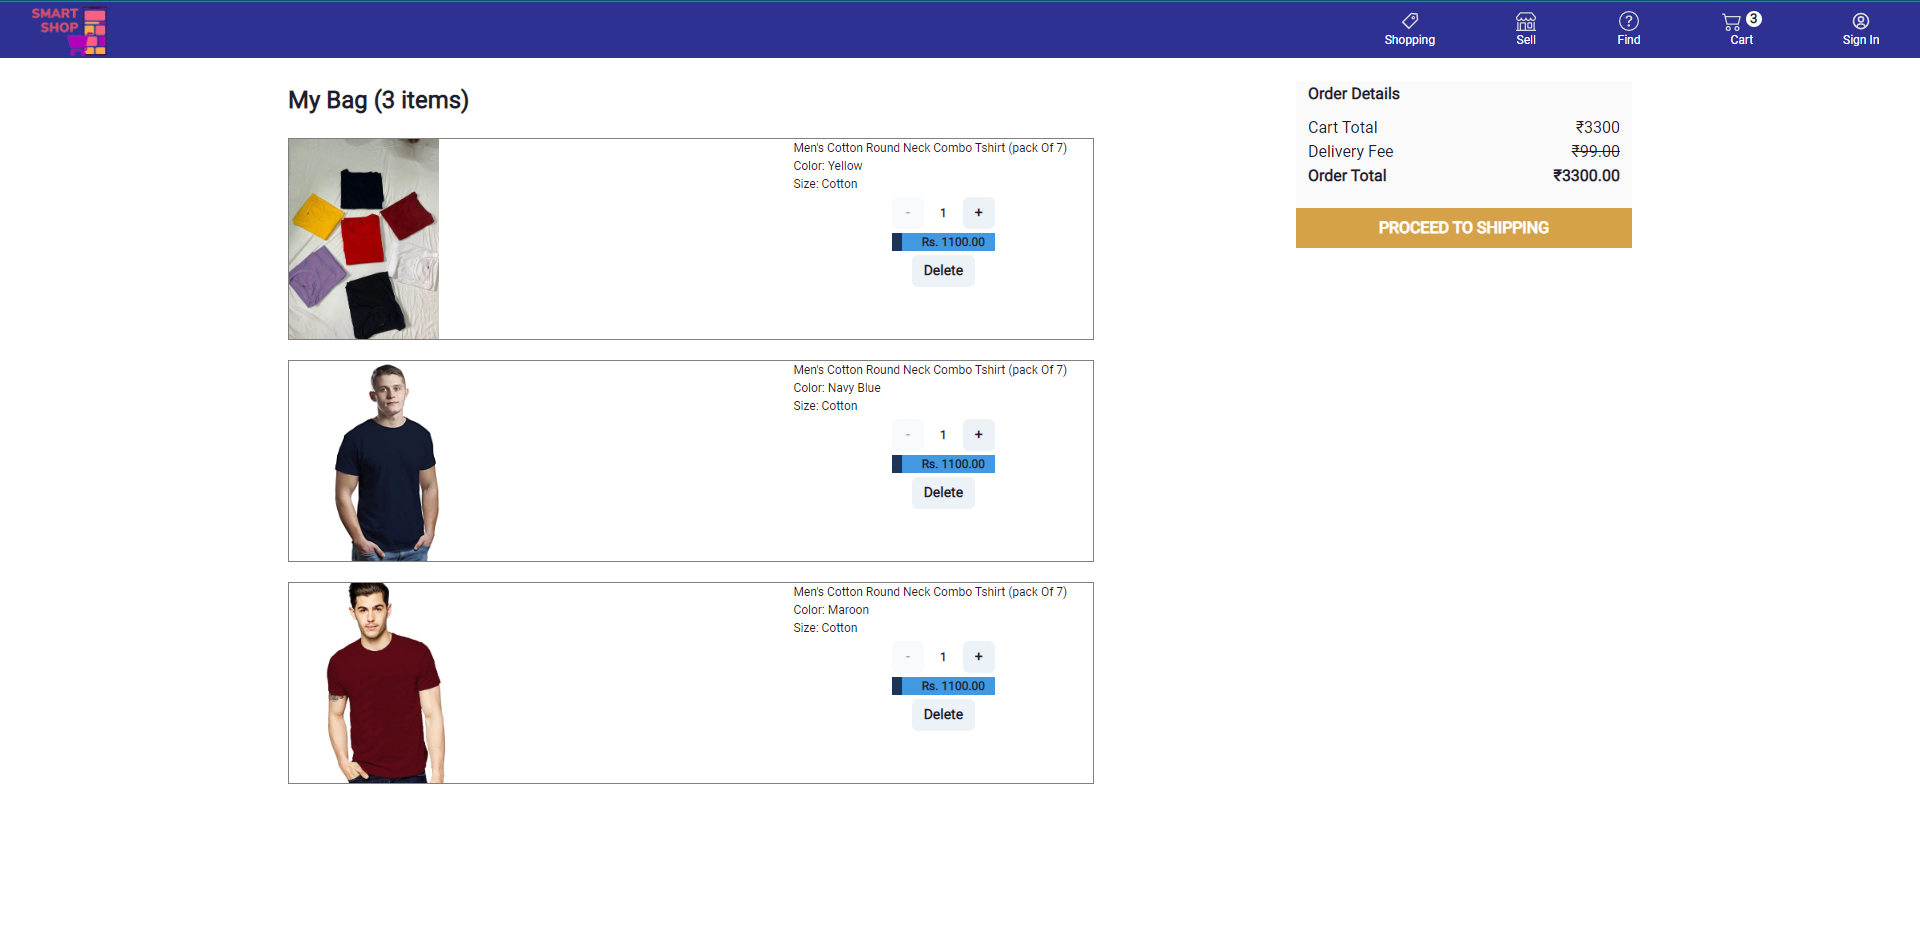 SMART
SHOP
Shopping
Sell
Find
3
Cart
Sign In
My Bag (3 items)
Men's Cotton Round Neck Combo Tshirt (pack Of 7)
Color: Yellow
Size: Cotton
- 1 +
Rs. 1100.00
Delete
Men's Cotton Round Neck Combo Tshirt (pack Of 7)
Color: Navy Blue
Size: Cotton
- 1 +
Rs. 1100.00
Delete
Men's Cotton Round Neck Combo Tshirt (pack Of 7)
Color: Maroon
Size: Cotton
- 1 +
Rs. 1100.00
Delete
Order Details
Cart Total ₹3300
Delivery Fee ₹99.00
Order Total ₹3300.00
PROCEED TO SHIPPING